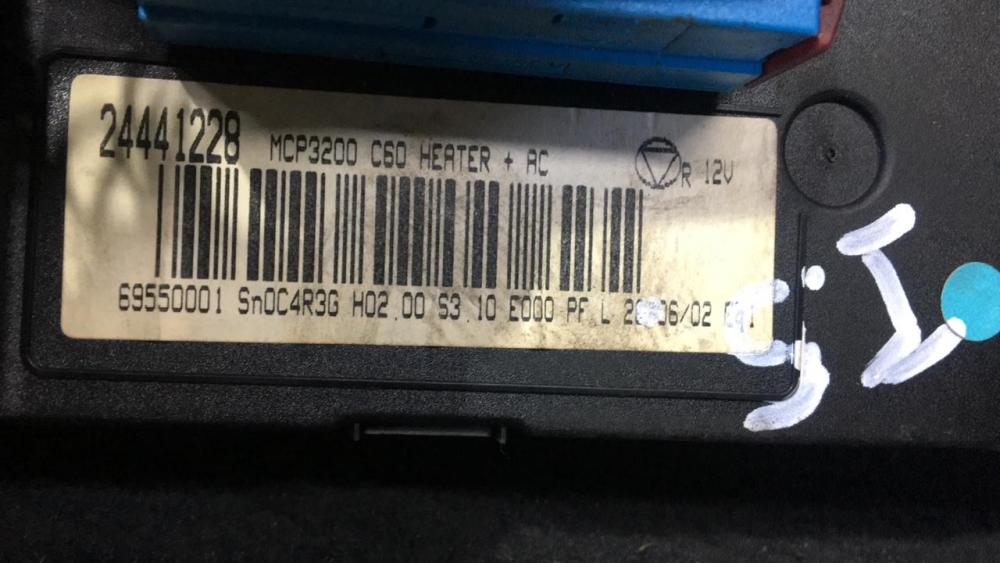 24441228 MCP3200 C60 HEATER + AC R 12V
69550001 Sn0C4R3G H02.00 S3.10 E000 PF L